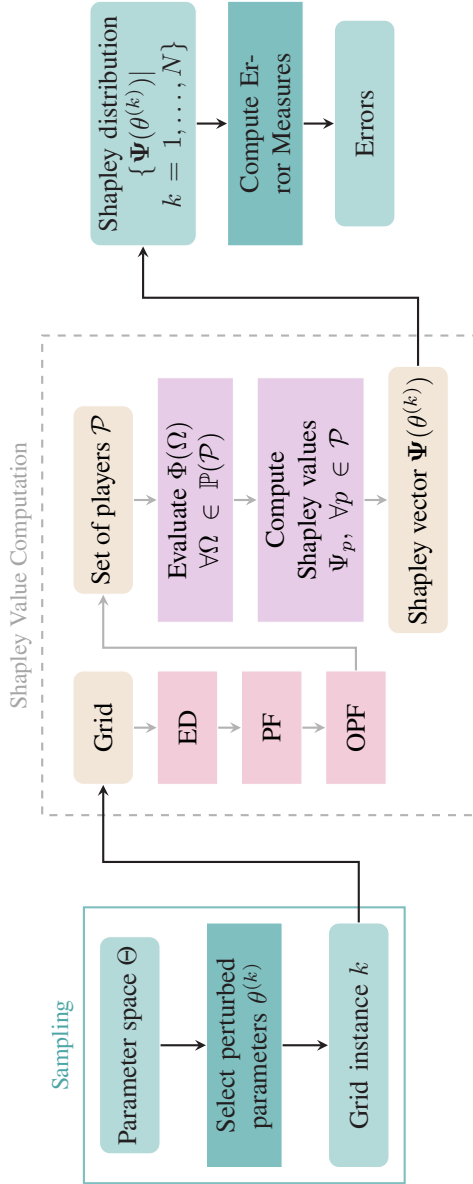 Sampling
Parameter space Θ
Select perturbed
parameters θ^(k)
Grid instance k
Shapley Value Computation
Grid
ED
PF
OPF
Set of players 𝒫
Evaluate Φ(Ω)
∀Ω ∈ ℙ(𝒫)
Compute
Shapley values
Ψ_p, ∀p ∈ 𝒫
Shapley vector 𝚿(θ^(k))
Shapley distribution
{𝚿(θ^(k))|
k = 1, . . . , N}
Compute Er-
ror Measures
Errors